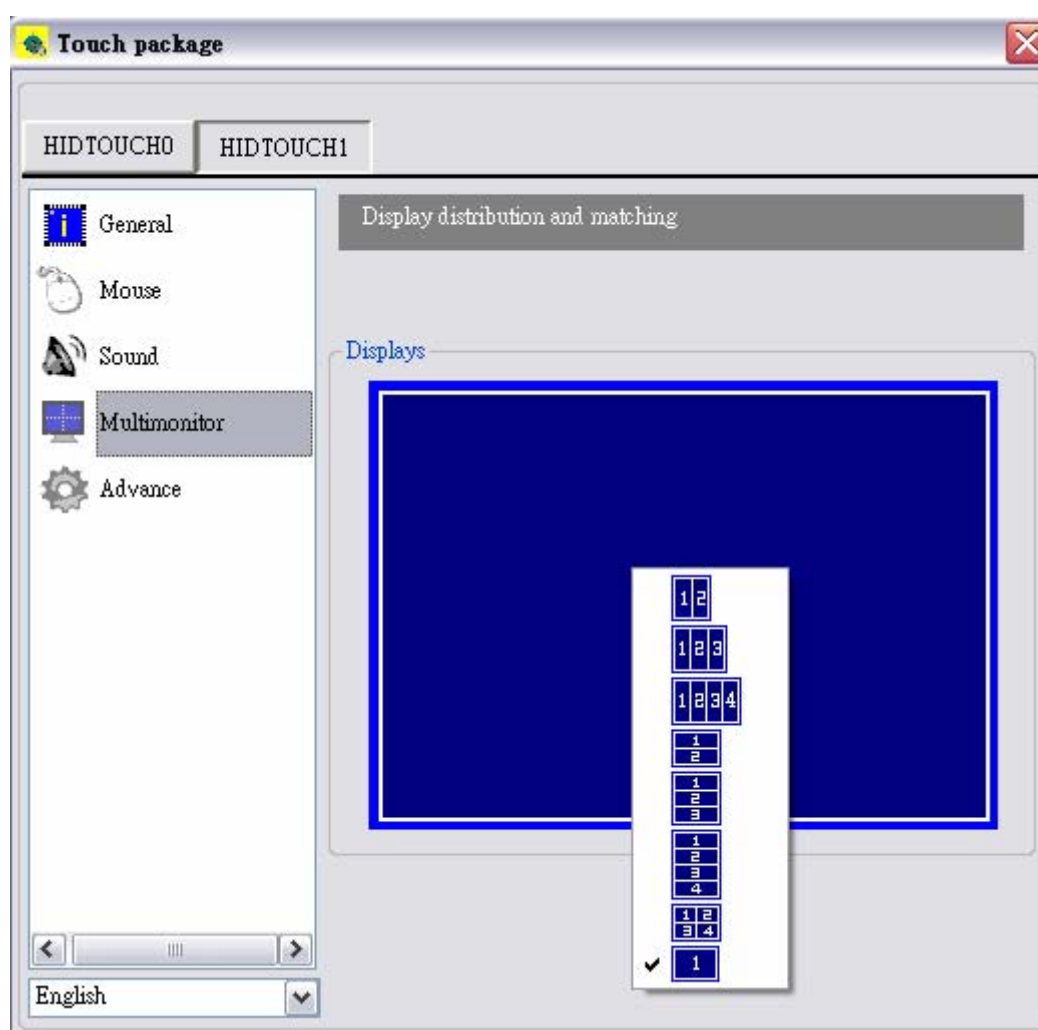 Touch package
HIDTOUCH0
HIDTOUCH1
General
Mouse
Sound
Multimonitor
Advance
English
Display distribution and matching
Displays
1 2
1 2 3
1 2 3 4
1
2
1
2
3
1
2
3
4
1 2
3 4
1